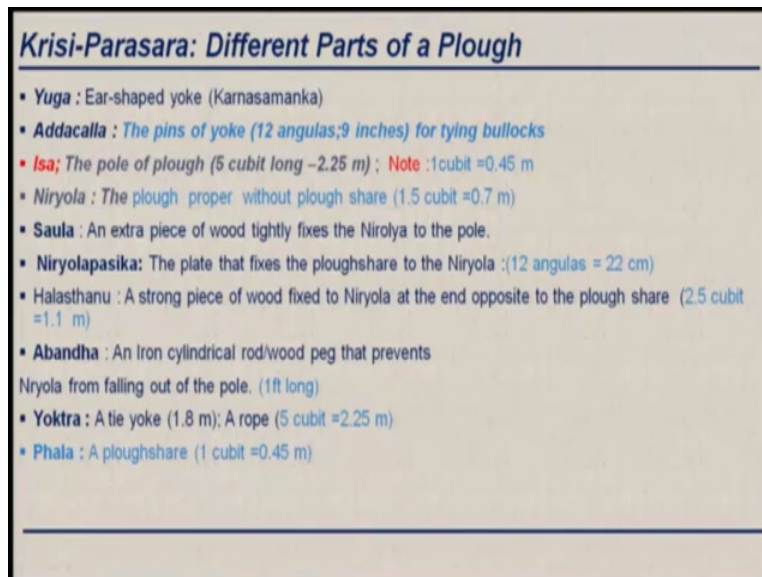 Krisi-Parasara: Different Parts of a Plough
▪ Yuga : Ear-shaped yoke (Karnasamanka)
▪ Addacalla : The pins of yoke (12 angulas;9 inches) for tying bullocks
▪ Isa; The pole of plough (5 cubit long –2.25 m) ; Note :1cubit =0.45 m
▪ Niryola : The plough proper without plough share (1.5 cubit =0.7 m)
▪ Saula : An extra piece of wood tightly fixes the Nirolya to the pole.
▪ Niryolapasika: The plate that fixes the ploughshare to the Niryola :(12 angulas = 22 cm)
▪ Halasthanu : A strong piece of wood fixed to Niryola at the end opposite to the plough share (2.5 cubit
=1.1 m)
▪ Abandha : An Iron cylindrical rod/wood peg that prevents
Nryola from falling out of the pole. (1ft long)
▪ Yoktra : A tie yoke (1.8 m); A rope (5 cubit =2.25 m)
▪ Phala : A ploughshare (1 cubit =0.45 m)